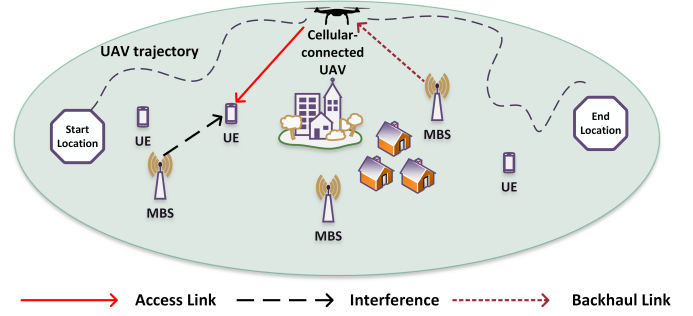 UAV trajectory
Cellular-
connected
UAV
Start
Location
UE
UE
MBS
End
Location
UE
MBS
MBS
Access Link
Interference
Backhaul Link